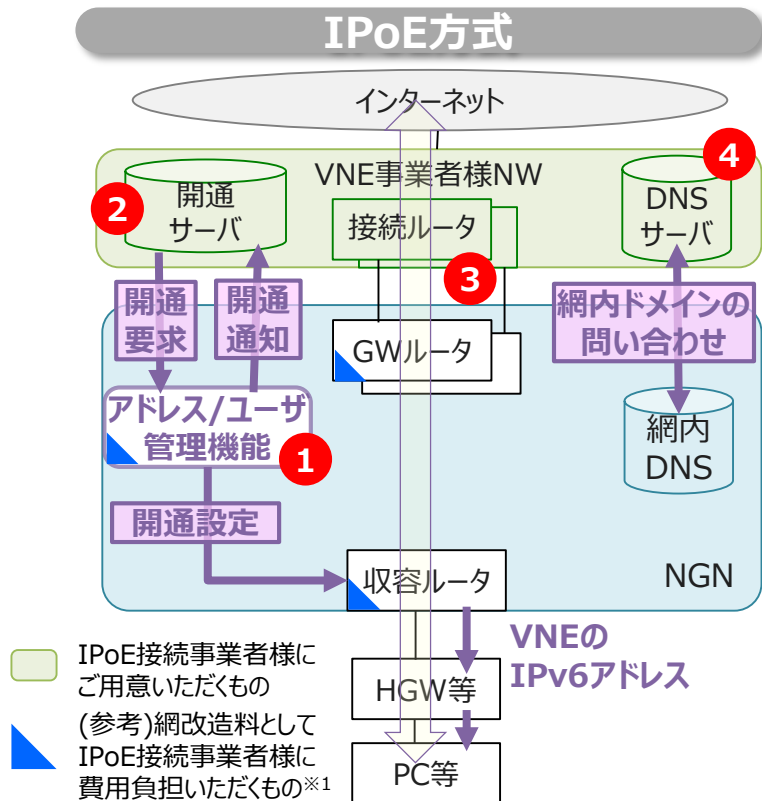 IPoE方式
インターネット
VNE事業者様NW
4
2
開通
サーバ
接続ルータ
DNS
サーバ
3
開通
要求
開通
通知
網内ドメインの
問い合わせ
GWルータ
アドレス/ユーザ
管理機能
1
網内
DNS
開通設定
収容ルータ
NGN
VNEの
IPv6アドレス
IPoE接続事業者様に
ご用意いただくもの
HGW等
(参考)網改造料として
IPoE接続事業者様に
費用負担いただくもの※1
PC等